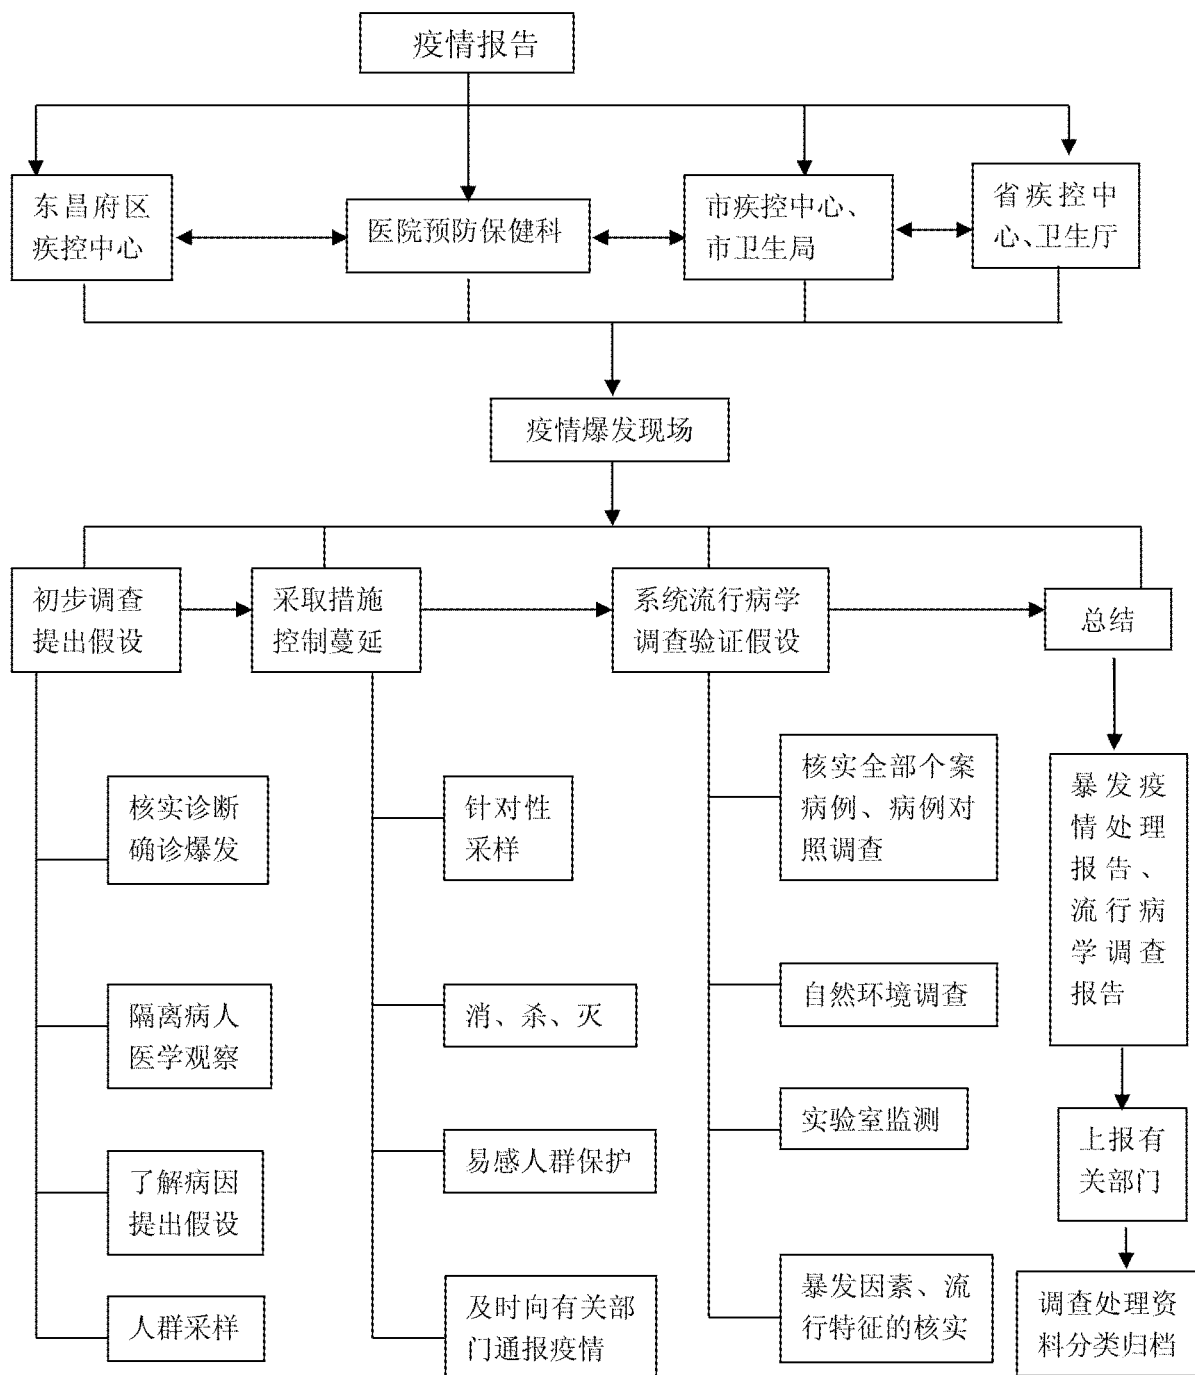 疫情报告
东昌府区
疾控中心
医院预防保健科
市疾控中心、
市卫生局
省疾控中
心、卫生厅
疫情爆发现场
初步调查
提出假设
采取措施
控制蔓延
系统流行病学
调查验证假设
总结
核实诊断
确诊爆发
隔离病人
医学观察
了解病因
提出假设
人群采样
针对性
采样
消、杀、灭
易感人群保护
及时向有关部
门通报疫情
核实全部个案
病例、病例对
照调查
自然环境调查
实验室监测
暴发因素、流
行特征的核实
暴发疫
情处理
报告、
流行病
学调查
报告
上报有
关部门
调查处理资
料分类归档